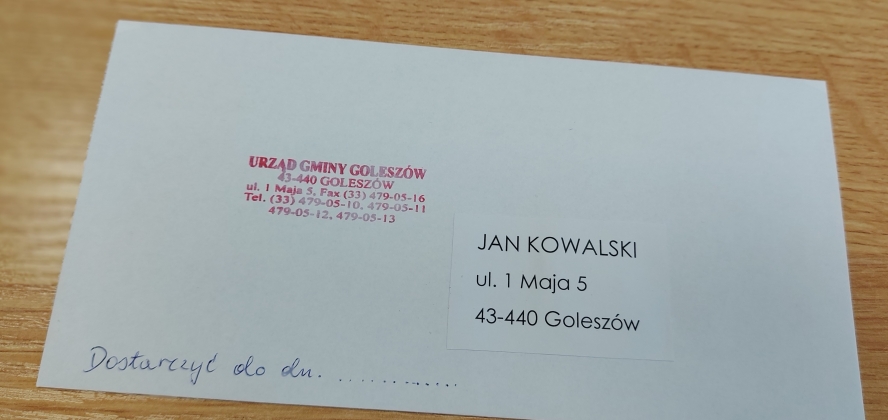 URZĄD GMINY GOLESZÓW
43-440 GOLESZÓW
ul. 1 Maja 5, Fax (33) 479-05-16
Tel. (33) 479-05-10, 479-05-11
479-05-12, 479-05-13
JAN KOWALSKI
ul. 1 Maja 5
43-440 Goleszów
Dostarczyć do dn. ..............